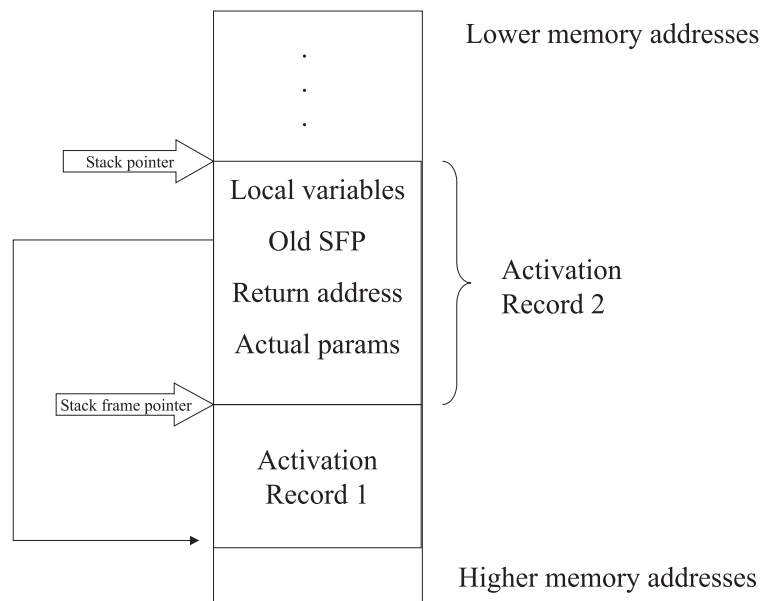 Lower memory addresses
.
.
.
Stack pointer
Local variables
Old SFP
Return address
Actual params
Activation
Record 2
Stack frame pointer
Activation
Record 1
Higher memory addresses